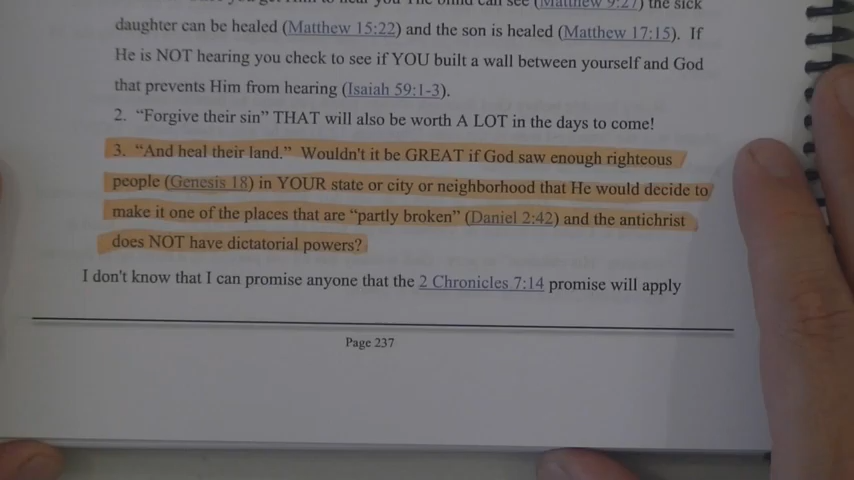 (Matthew 9:27) the sick
daughter can be healed (Matthew 15:22) and the son is healed (Matthew 17:15). If
He is NOT hearing you check to see if YOU built a wall between yourself and God
that prevents Him from hearing (Isaiah 59:1-3).
2. “Forgive their sin” THAT will also be worth A LOT in the days to come!
3. “And heal their land.” Wouldn't it be GREAT if God saw enough righteous
people (Genesis 18) in YOUR state or city or neighborhood that He would decide to
make it one of the places that are “partly broken” (Daniel 2:42) and the antichrist
does NOT have dictatorial powers?
I don't know that I can promise anyone that the 2 Chronicles 7:14 promise will apply
Page 237